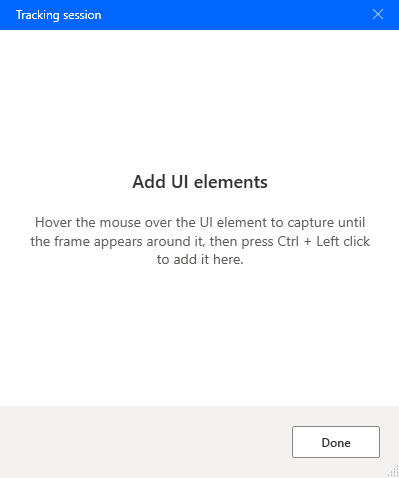 Tracking session
Add UI elements
Hover the mouse over the UI element to capture until
the frame appears around it, then press Ctrl + Left click
to add it here.
Done